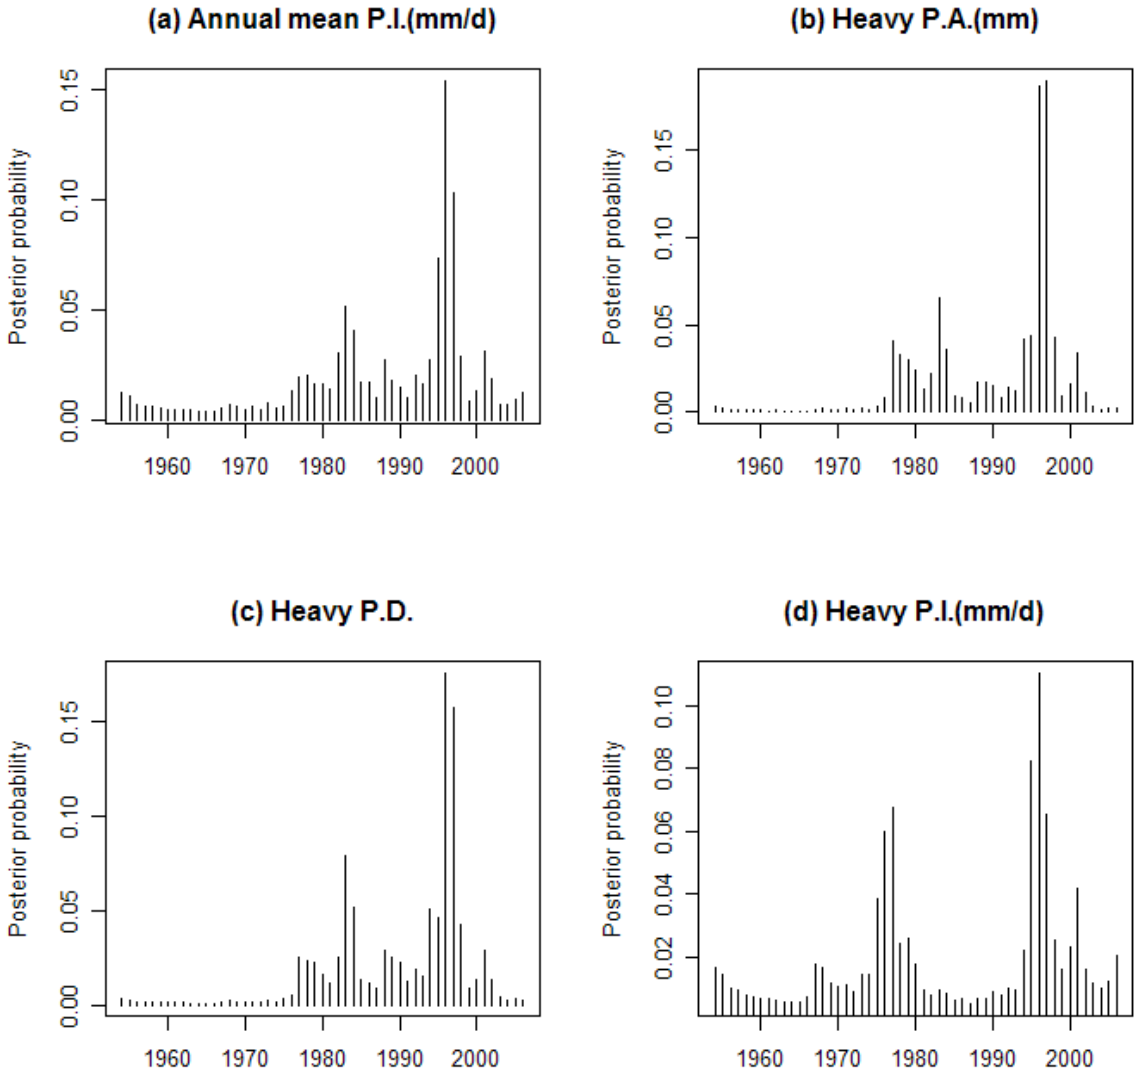 (a) Annual mean P.I.(mm/d)
Posterior probability
0.15
0.10
0.05
0.00
1960 1970 1980 1990 2000
(b) Heavy P.A.(mm)
Posterior probability
0.15
0.10
0.05
0.00
1960 1970 1980 1990 2000
(c) Heavy P.D.
Posterior probability
0.15
0.10
0.05
0.00
1960 1970 1980 1990 2000
(d) Heavy P.I.(mm/d)
Posterior probability
0.10
0.08
0.06
0.04
0.02
1960 1970 1980 1990 2000